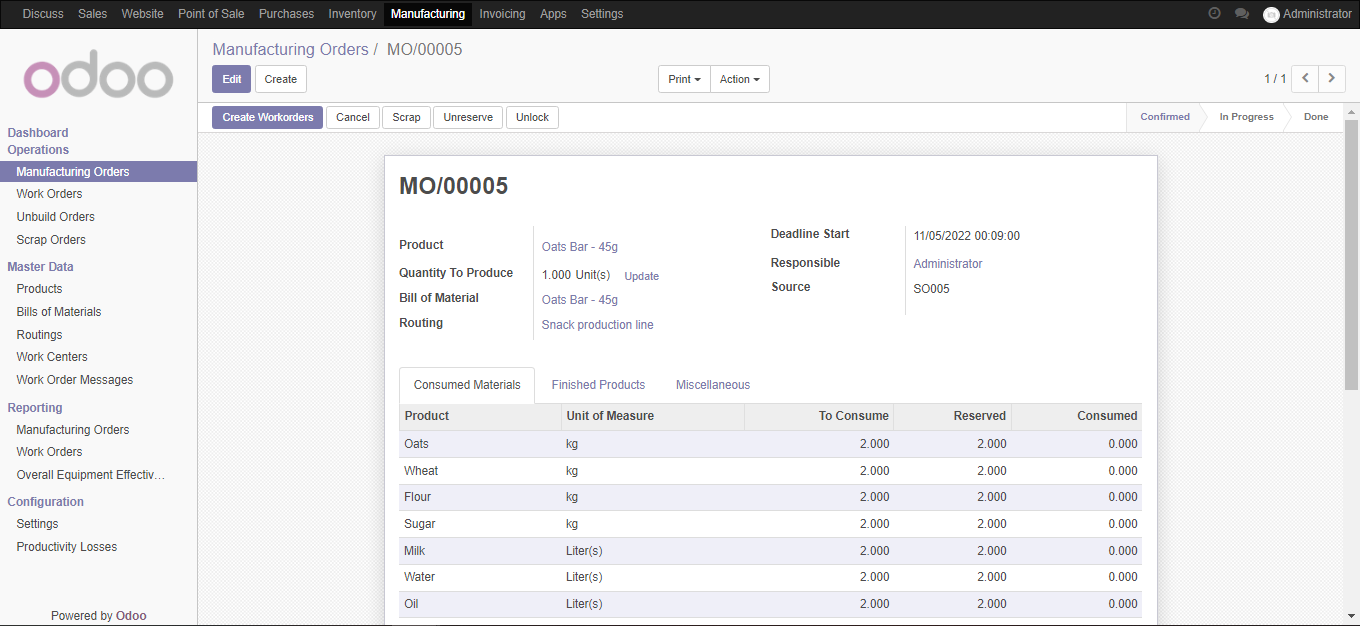 Discuss Sales Website Point of Sale Purchases Inventory Manufacturing Invoicing Apps Settings Administrator
odoo
Dashboard
Operations
Manufacturing Orders
Work Orders
Unbuild Orders
Scrap Orders
Master Data
Products
Bills of Materials
Routings
Work Centers
Work Order Messages
Reporting
Manufacturing Orders
Work Orders
Overall Equipment Effectiv...
Configuration
Settings
Productivity Losses
Powered by Odoo
Manufacturing Orders / MO/00005
Edit Create Print Action 1 / 1
Create Workorders Cancel Scrap Unreserve Unlock Confirmed In Progress Done
MO/00005
Product Oats Bar - 45g
Quantity To Produce 1.000 Unit(s) Update
Bill of Material Oats Bar - 45g
Routing Snack production line
Deadline Start 11/05/2022 00:09:00
Responsible Administrator
Source SO005
Consumed Materials Finished Products Miscellaneous
Product Unit of Measure To Consume Reserved Consumed
Oats kg 2.000 2.000 0.000
Wheat kg 2.000 2.000 0.000
Flour kg 2.000 2.000 0.000
Sugar kg 2.000 2.000 0.000
Milk Liter(s) 2.000 2.000 0.000
Water Liter(s) 2.000 2.000 0.000
Oil Liter(s) 2.000 2.000 0.000